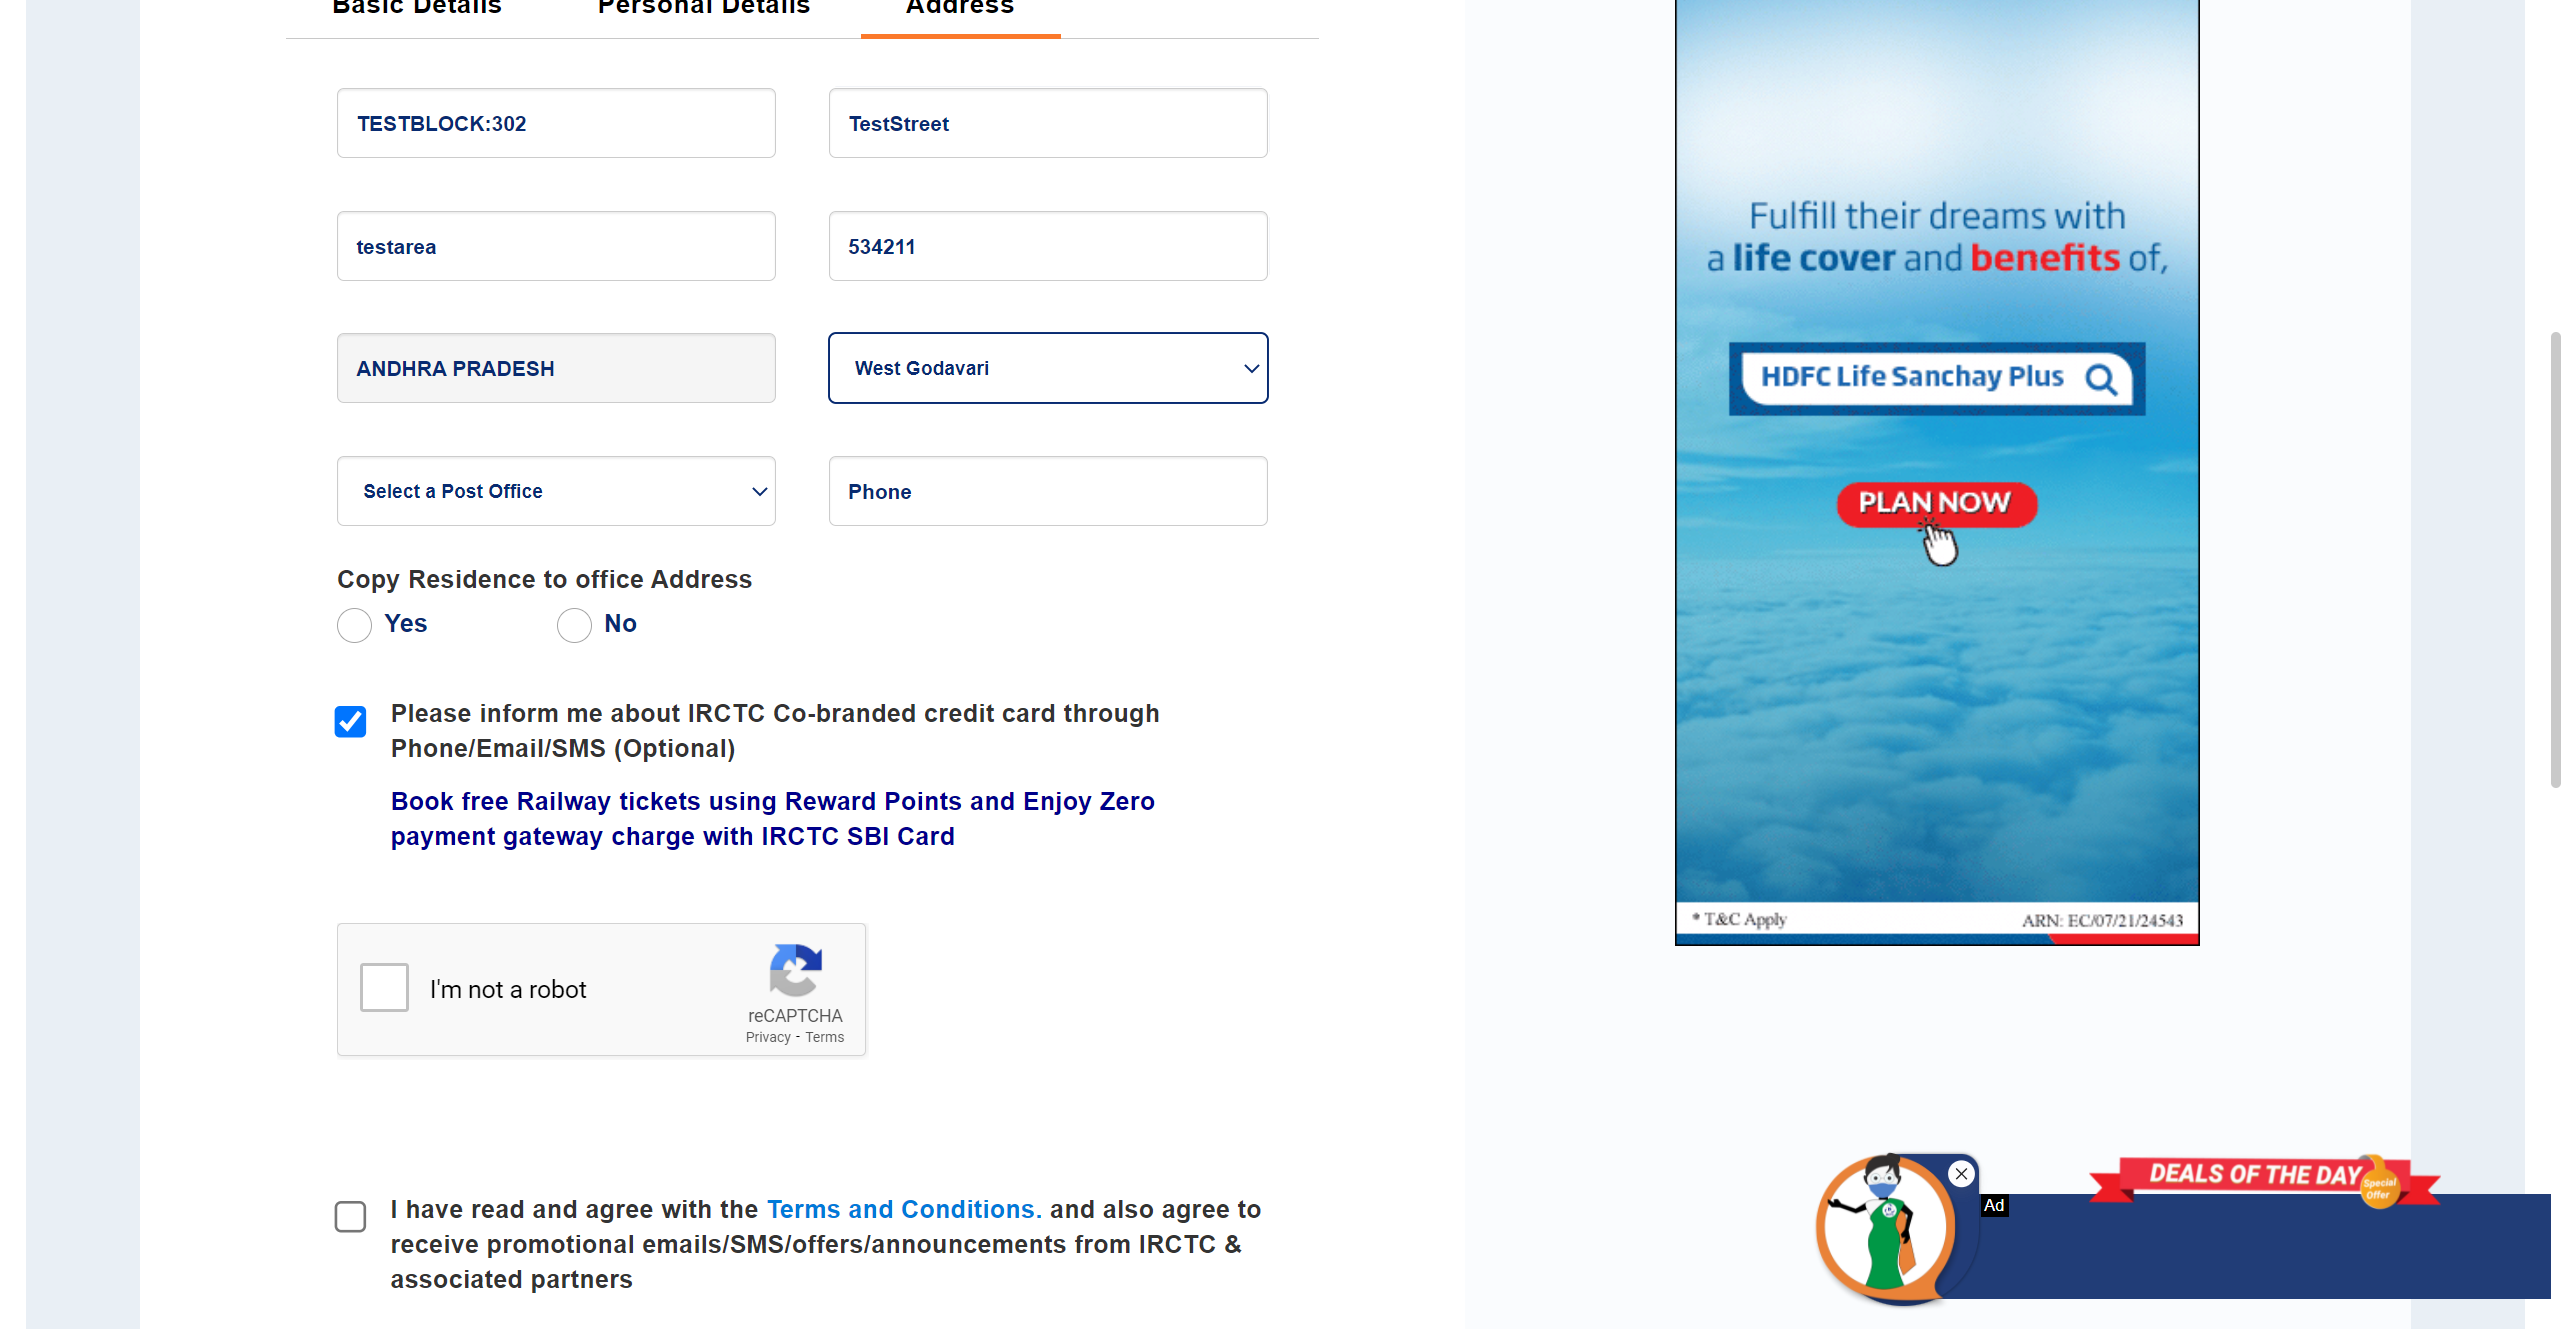 Basic Details Personal Details Address
TESTBLOCK:302 TestStreet
testarea 534211
ANDHRA PRADESH West Godavari
Select a Post Office Phone
Copy Residence to office Address
Yes No
Please inform me about IRCTC Co-branded credit card through
Phone/Email/SMS (Optional)
Book free Railway tickets using Reward Points and Enjoy Zero
payment gateway charge with IRCTC SBI Card
I'm not a robot
reCAPTCHA
Privacy - Terms
I have read and agree with the Terms and Conditions. and also agree to
receive promotional emails/SMS/offers/announcements from IRCTC &
associated partners
Fulfill their dreams with
a life cover and benefits of,
HDFC Life Sanchay Plus
PLAN NOW
* T&C Apply ARN: EC/07/21/24543
DEALS OF THE DAY
Special
Offer
Ad